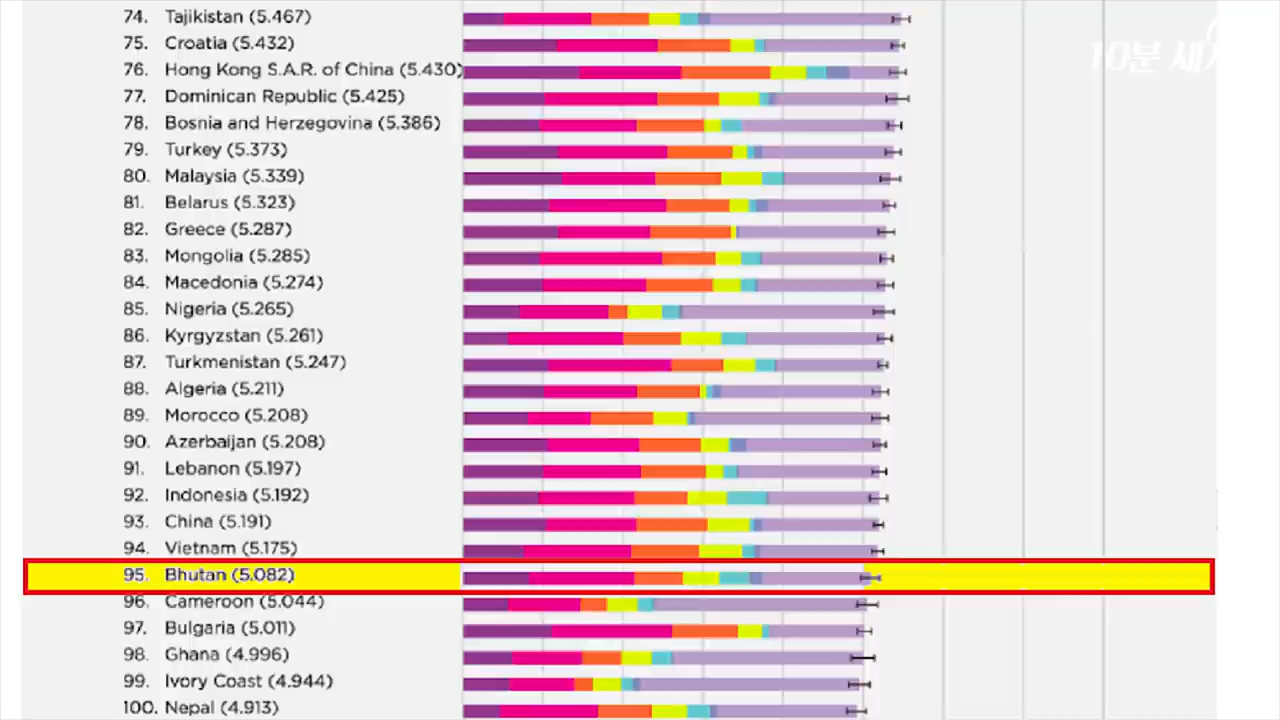 74. Tajikistan (5.467)
75. Croatia (5.432)
76. Hong Kong S.A.R. of China (5.430)
77. Dominican Republic (5.425)
78. Bosnia and Herzegovina (5.386)
79. Turkey (5.373)
80. Malaysia (5.339)
81. Belarus (5.323)
82. Greece (5.287)
83. Mongolia (5.285)
84. Macedonia (5.274)
85. Nigeria (5.265)
86. Kyrgyzstan (5.261)
87. Turkmenistan (5.247)
88. Algeria (5.211)
89. Morocco (5.208)
90. Azerbaijan (5.208)
91. Lebanon (5.197)
92. Indonesia (5.192)
93. China (5.191)
94. Vietnam (5.175)
95. Bhutan (5.082)
96. Cameroon (5.044)
97. Bulgaria (5.011)
98. Ghana (4.996)
99. Ivory Coast (4.944)
100. Nepal (4.913)
10분